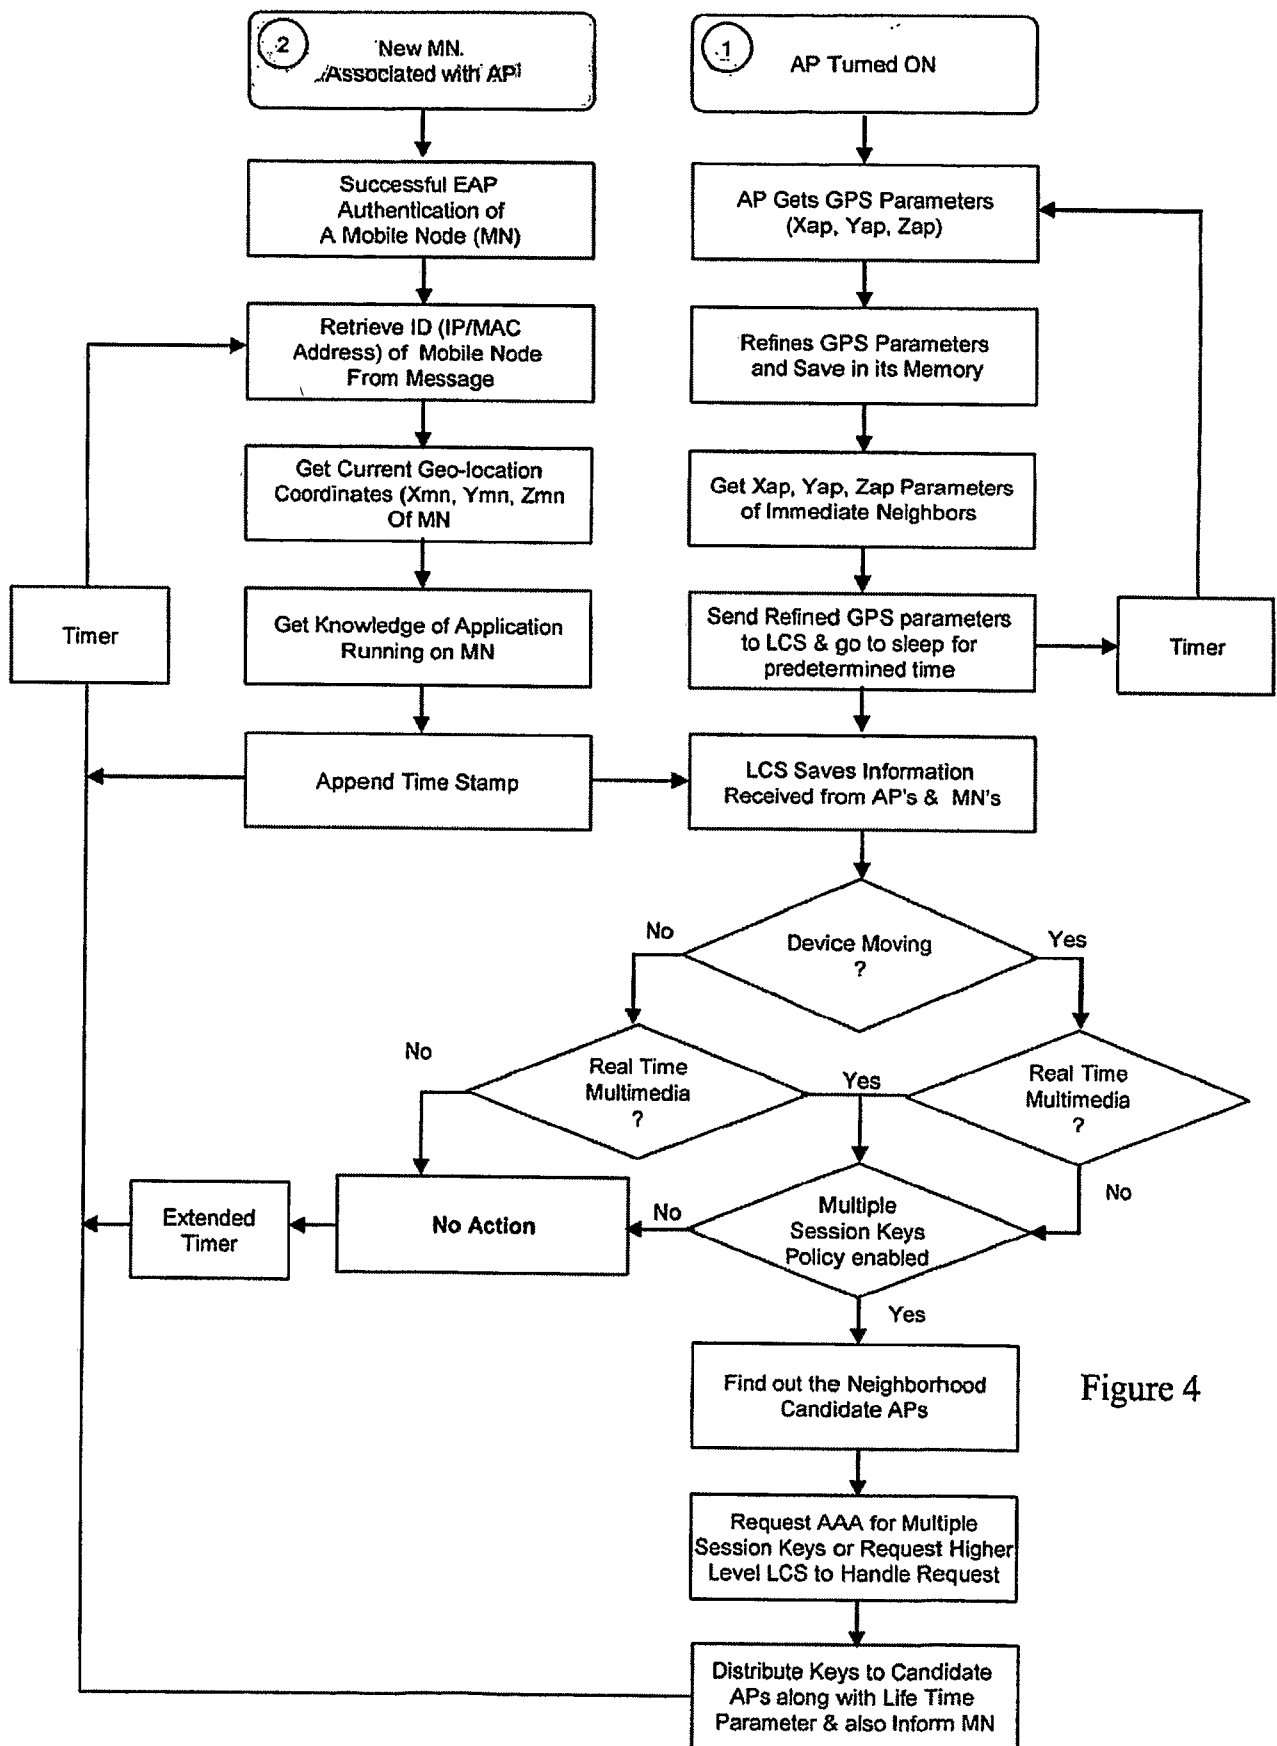 2
New MN.
Associated with AP
Successful EAP
Authentication of
A Mobile Node (MN)
Retrieve ID (IP/MAC
Address) of Mobile Node
From Message
Get Current Geo-location
Coordinates (Xmn, Ymn, Zmn
Of MN
Get Knowledge of Application
Running on MN
Append Time Stamp
Timer
1
AP Turned ON
AP Gets GPS Parameters
(Xap, Yap, Zap)
Refines GPS Parameters
and Save in its Memory
Get Xap, Yap, Zap Parameters
of Immediate Neighbors
Send Refined GPS parameters
to LCS & go to sleep for
predetermined time
Timer
LCS Saves Information
Received from AP's & MN's
Device Moving
?
No
Yes
Real Time
Multimedia
?
No
Yes
Real Time
Multimedia
?
No
Multiple
Session Keys
Policy enabled
No
Yes
No Action
Extended
Timer
Find out the Neighborhood
Candidate APs
Figure 4
Request AAA for Multiple
Session Keys or Request Higher
Level LCS to Handle Request
Distribute Keys to Candidate
APs along with Life Time
Parameter & also Inform MN